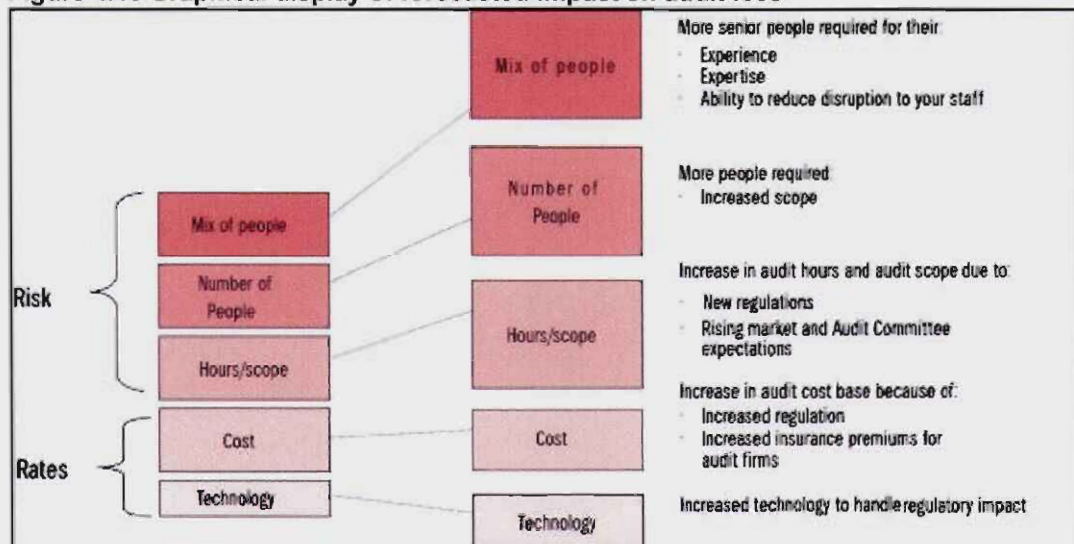 Mix of people
More senior people required for their:
Experience
Expertise
Ability to reduce disruption to your staff
Number of
People
More people required:
Increased scope
Risk
Mix of people
Number of
People
Hours/scope
Hours/scope
Increase in audit hours and audit scope due to:
New regulations
Rising market and Audit Committee
expectations
Rates
Cost
Technology
Cost
Increase in audit cost base because of:
Increased regulation
Increased insurance premiums for
audit firms
Technology
Increased technology to handle regulatory impact